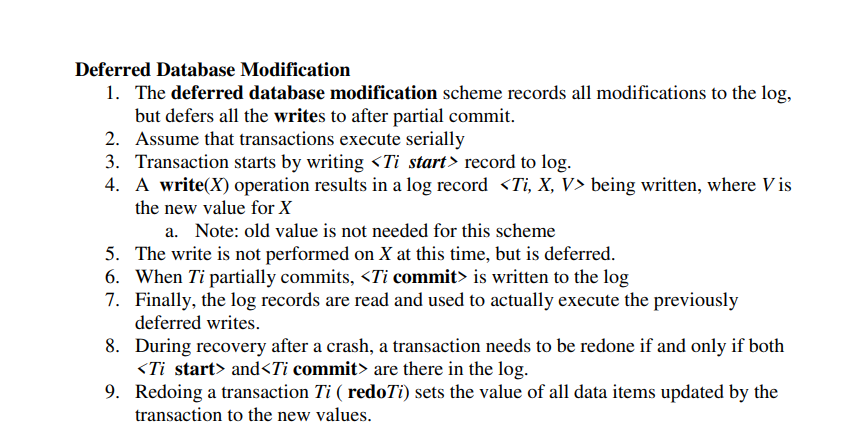 Deferred Database Modification
1. The deferred database modification scheme records all modifications to the log,
but defers all the writes to after partial commit.
2. Assume that transactions execute serially
3. Transaction starts by writing <Ti start> record to log.
4. A write(X) operation results in a log record <Ti, X, V> being written, where V is
the new value for X
a. Note: old value is not needed for this scheme
5. The write is not performed on X at this time, but is deferred.
6. When Ti partially commits, <Ti commit> is written to the log
7. Finally, the log records are read and used to actually execute the previously
deferred writes.
8. During recovery after a crash, a transaction needs to be redone if and only if both
<Ti start> and<Ti commit> are there in the log.
9. Redoing a transaction Ti ( redoTi) sets the value of all data items updated by the
transaction to the new values.